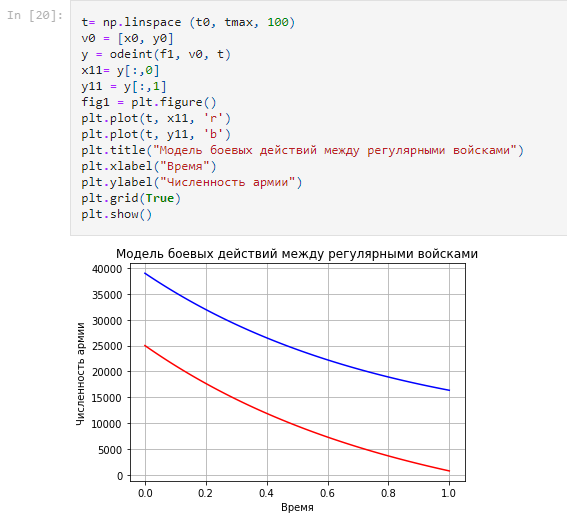 In [20]:
t= np.linspace (t0, tmax, 100)
v0 = [x0, y0]
y = odeint(f1, v0, t)
x11= y[:,0]
y11 = y[:,1]
fig1 = plt.figure()
plt.plot(t, x11, 'r')
plt.plot(t, y11, 'b')
plt.title("Модель боевых действий между регулярными войсками")
plt.xlabel("Время")
plt.ylabel("Численность армии")
plt.grid(True)
plt.show()
Модель боевых действий между регулярными войсками
Численность армии
40000
35000
30000
25000
20000
15000
10000
5000
0
0.0 0.2 0.4 0.6 0.8 1.0
Время